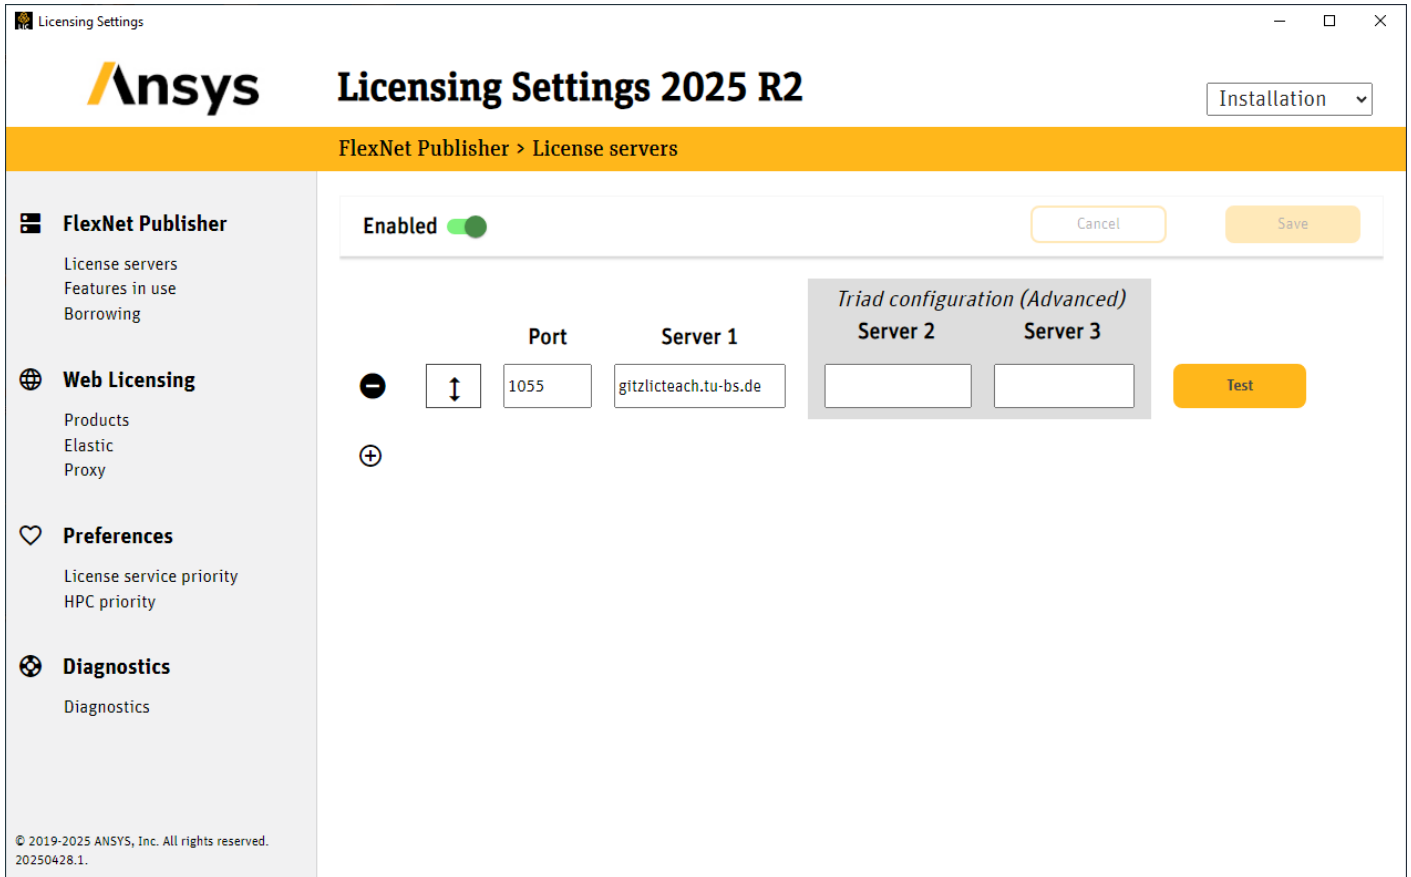 LIC
Licensing Settings
Ansys
Licensing Settings 2025 R2
Installation
FlexNet Publisher > License servers
FlexNet Publisher
License servers
Features in use
Borrowing
Web Licensing
Products
Elastic
Proxy
Preferences
License service priority
HPC priority
Diagnostics
Diagnostics
© 2019-2025 ANSYS, Inc. All rights reserved.
20250428.1.
Enabled
Cancel
Save
Triad configuration (Advanced)
Port
Server 1
Server 2
Server 3
1055
gitzlicteach.tu-bs.de
Test